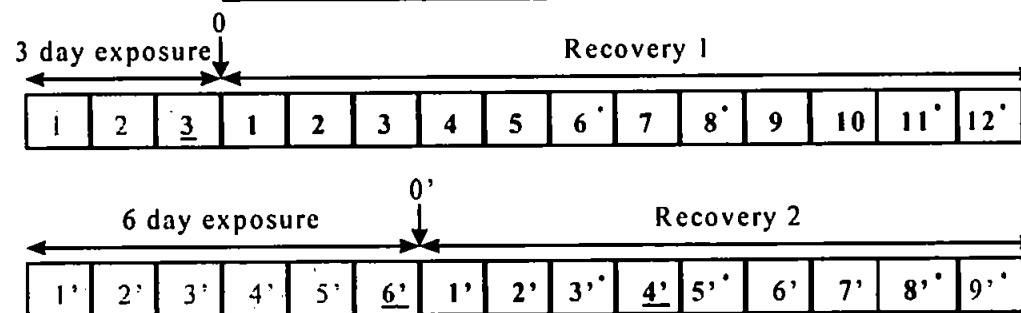 0
3 day exposure Recovery 1
1 2 3 1 2 3 4 5 6• 7 8• 9 10 11• 12•
0'
6 day exposure Recovery 2
1' 2' 3' 4' 5' 6' 1' 2' 3'• 4' 5'• 6' 7' 8'• 9'•